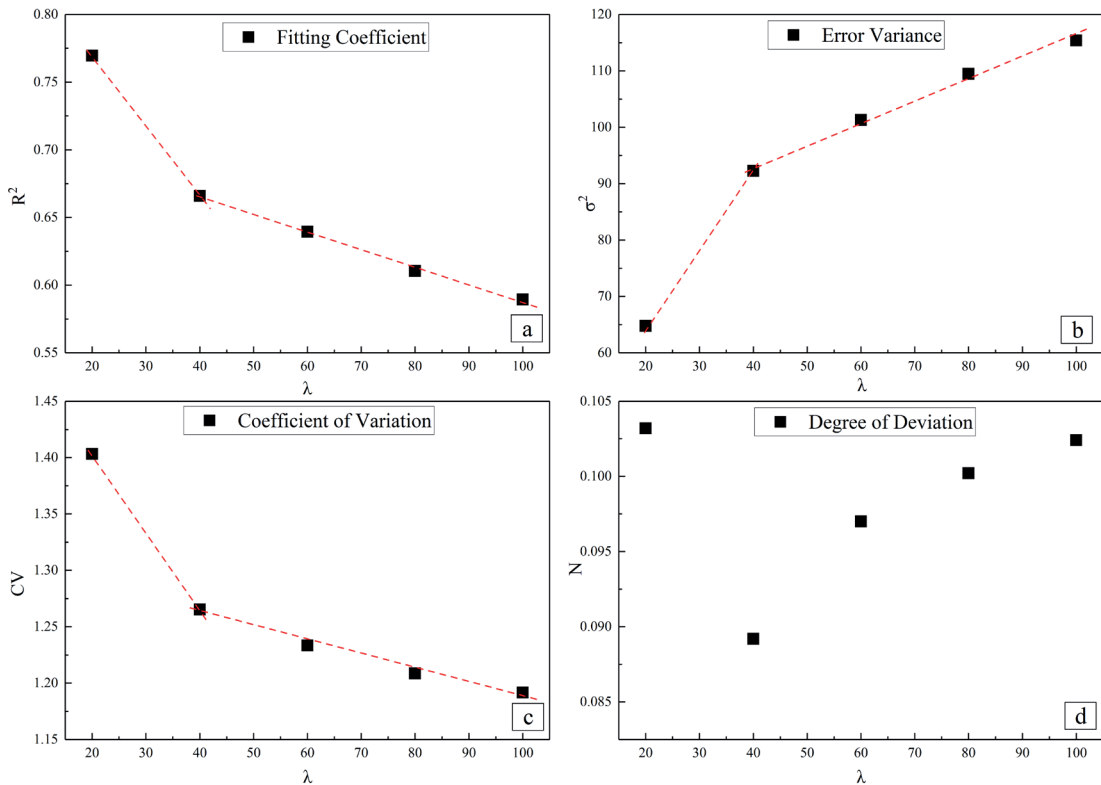 Fitting Coefficient
0.80
0.75
0.70
0.65
0.60
0.55
R²
20 30 40 50 60 70 80 90 100
λ
a
Error Variance
120
110
100
90
80
70
60
σ²
20 30 40 50 60 70 80 90 100
λ
b
Coefficient of Variation
1.45
1.40
1.35
1.30
1.25
1.20
1.15
CV
20 30 40 50 60 70 80 90 100
λ
c
Degree of Deviation
0.105
0.100
0.095
0.090
0.085
N
20 30 40 50 60 70 80 90 100
λ
d